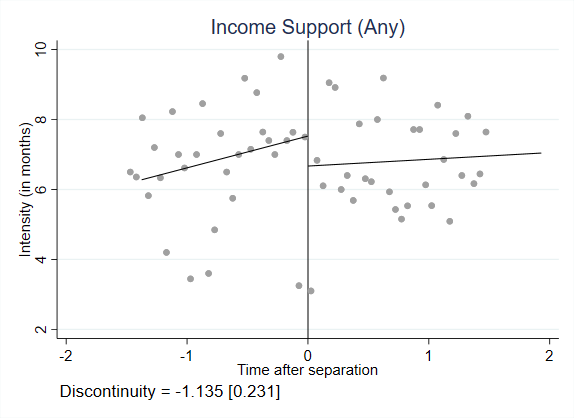 Income Support (Any)
Intensity (in months)
10
8
6
4
2
-2
-1
0
1
2
Time after separation
Discontinuity = -1.135 [0.231]